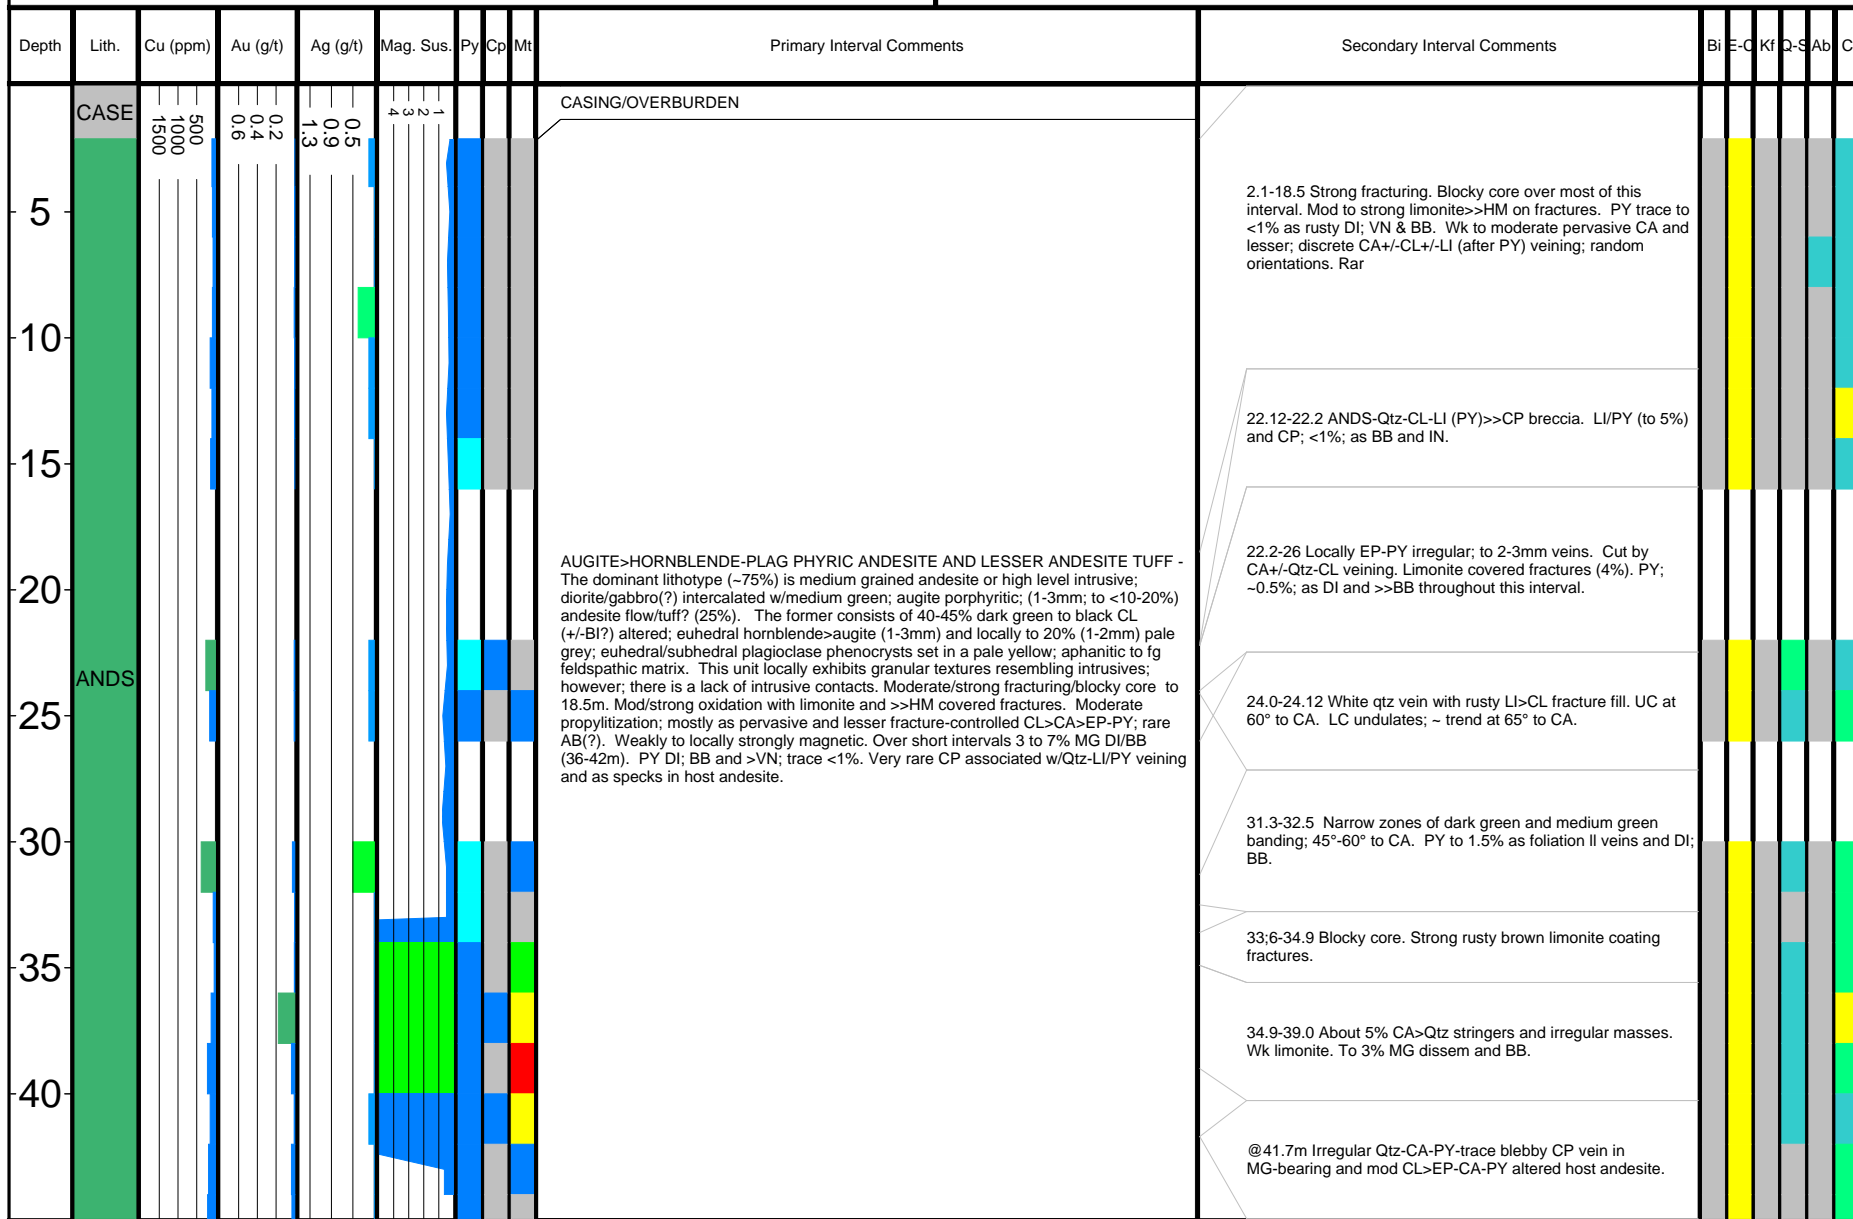 Depth Lith. Cu (ppm) Au (g/t) Ag (g/t) Mag. Sus. Py Cp Mt Primary Interval Comments Secondary Interval Comments Bi E-C Kf Q-S Ab C
CASE
500
1000
1500
0.2
0.4
0.6
0.5
0.9
1.3
1
2
3
4
CASING/OVERBURDEN
5
10
15
20
25
30
35
40
ANDS
AUGITE>HORNBLENDE-PLAG PHYRIC ANDESITE AND LESSER ANDESITE TUFF -
The dominant lithotype (~75%) is medium grained andesite or high level intrusive;
diorite/gabbro(?) intercalated w/medium green; augite porphyritic; (1-3mm; to <10-20%)
andesite flow/tuff? (25%). The former consists of 40-45% dark green to black CL
(+/-BI?) altered; euhedral hornblende>augite (1-3mm) and locally to 20% (1-2mm) pale
grey; euhedral/subhedral plagioclase phenocrysts set in a pale yellow; aphanitic to fg
feldspathic matrix. This unit locally exhibits granular textures resembling intrusives;
however; there is a lack of intrusive contacts. Moderate/strong fracturing/blocky core to
18.5m. Mod/strong oxidation with limonite and >>HM covered fractures. Moderate
propylitization; mostly as pervasive and lesser fracture-controlled CL>CA>EP-PY; rare
AB(?). Weakly to locally strongly magnetic. Over short intervals 3 to 7% MG DI/BB
(36-42m). PY DI; BB and >VN; trace <1%. Very rare CP associated w/Qtz-LI/PY veining
and as specks in host andesite.
2.1-18.5 Strong fracturing. Blocky core over most of this
interval. Mod to strong limonite>>HM on fractures. PY trace to
<1% as rusty DI; VN & BB. Wk to moderate pervasive CA and
lesser; discrete CA+/-CL+/-LI (after PY) veining; random
orientations. Rar
22.12-22.2 ANDS-Qtz-CL-LI (PY)>>CP breccia. LI/PY (to 5%)
and CP; <1%; as BB and IN.
22.2-26 Locally EP-PY irregular; to 2-3mm veins. Cut by
CA+/-Qtz-CL veining. Limonite covered fractures (4%). PY;
~0.5%; as DI and >>BB throughout this interval.
24.0-24.12 White qtz vein with rusty LI>CL fracture fill. UC at
60° to CA. LC undulates; ~ trend at 65° to CA.
31.3-32.5 Narrow zones of dark green and medium green
banding; 45°-60° to CA. PY to 1.5% as foliation ll veins and DI;
BB.
33;6-34.9 Blocky core. Strong rusty brown limonite coating
fractures.
34.9-39.0 About 5% CA>Qtz stringers and irregular masses.
Wk limonite. To 3% MG dissem and BB.
@41.7m Irregular Qtz-CA-PY-trace blebby CP vein in
MG-bearing and mod CL>EP-CA-PY altered host andesite.